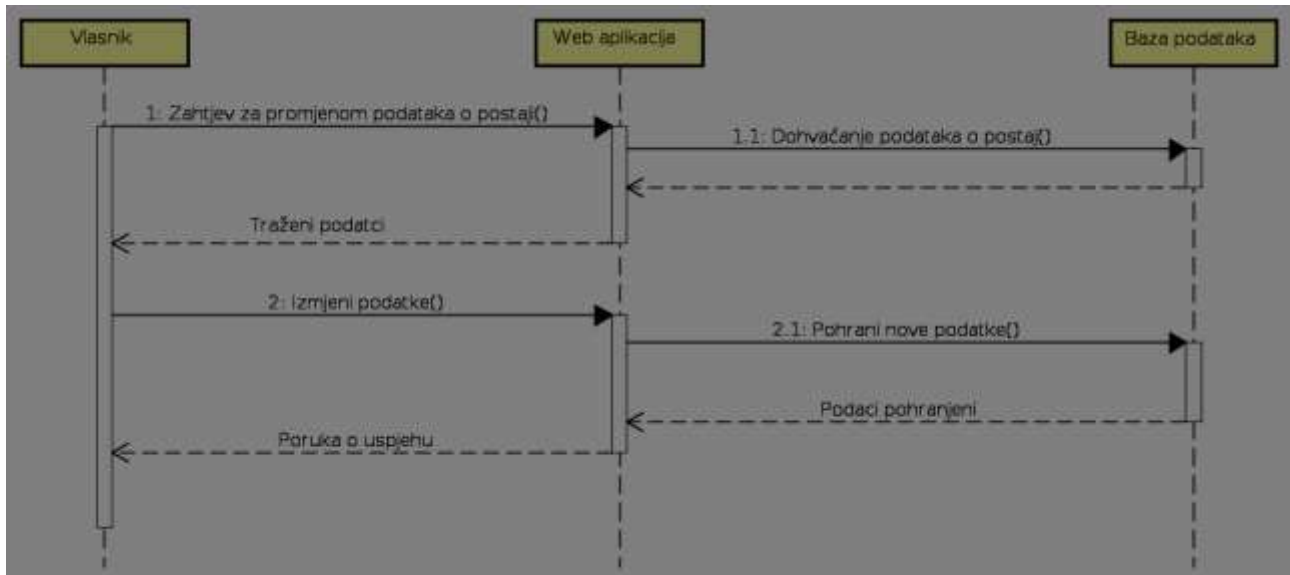 Vlasnik
Web aplikacija
Baza podataka
1: Zahtjev za promjenom podataka o postaji()
1.1: Dohvaćanje podataka o postaji()
Traženi podatci
2: Izmjeni podatke()
2.1: Pohrani nove podatke()
Podaci pohranjeni
Poruka o uspjehu